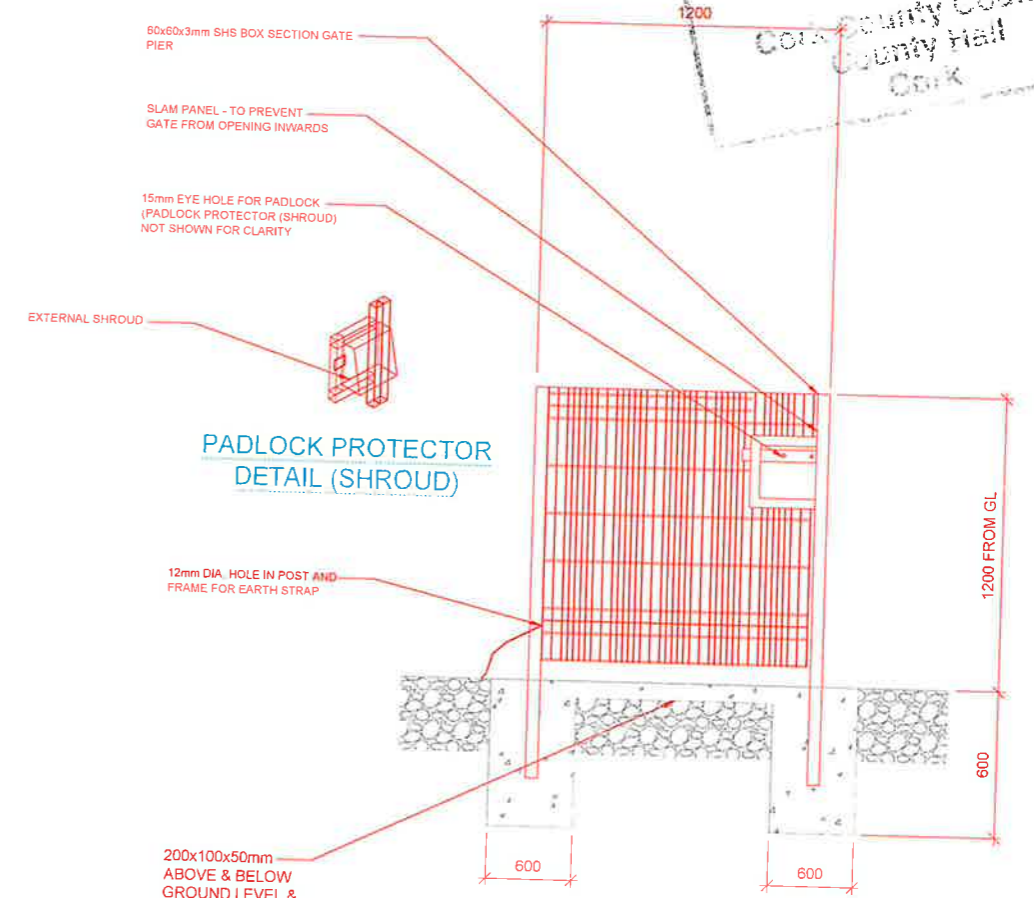 1200
Cork County Council
County Hall
Cork
60x60x3mm SHS BOX SECTION GATE
PIER
SLAM PANEL - TO PREVENT
GATE FROM OPENING INWARDS
15mm EYE HOLE FOR PADLOCK
(PADLOCK PROTECTOR (SHROUD)
NOT SHOWN FOR CLARITY
EXTERNAL SHROUD
PADLOCK PROTECTOR
DETAIL (SHROUD)
12mm DIA. HOLE IN POST AND
FRAME FOR EARTH STRAP
1200 FROM GL
600
200x100x50mm
ABOVE & BELOW
GROUND LEVEL &
600
600